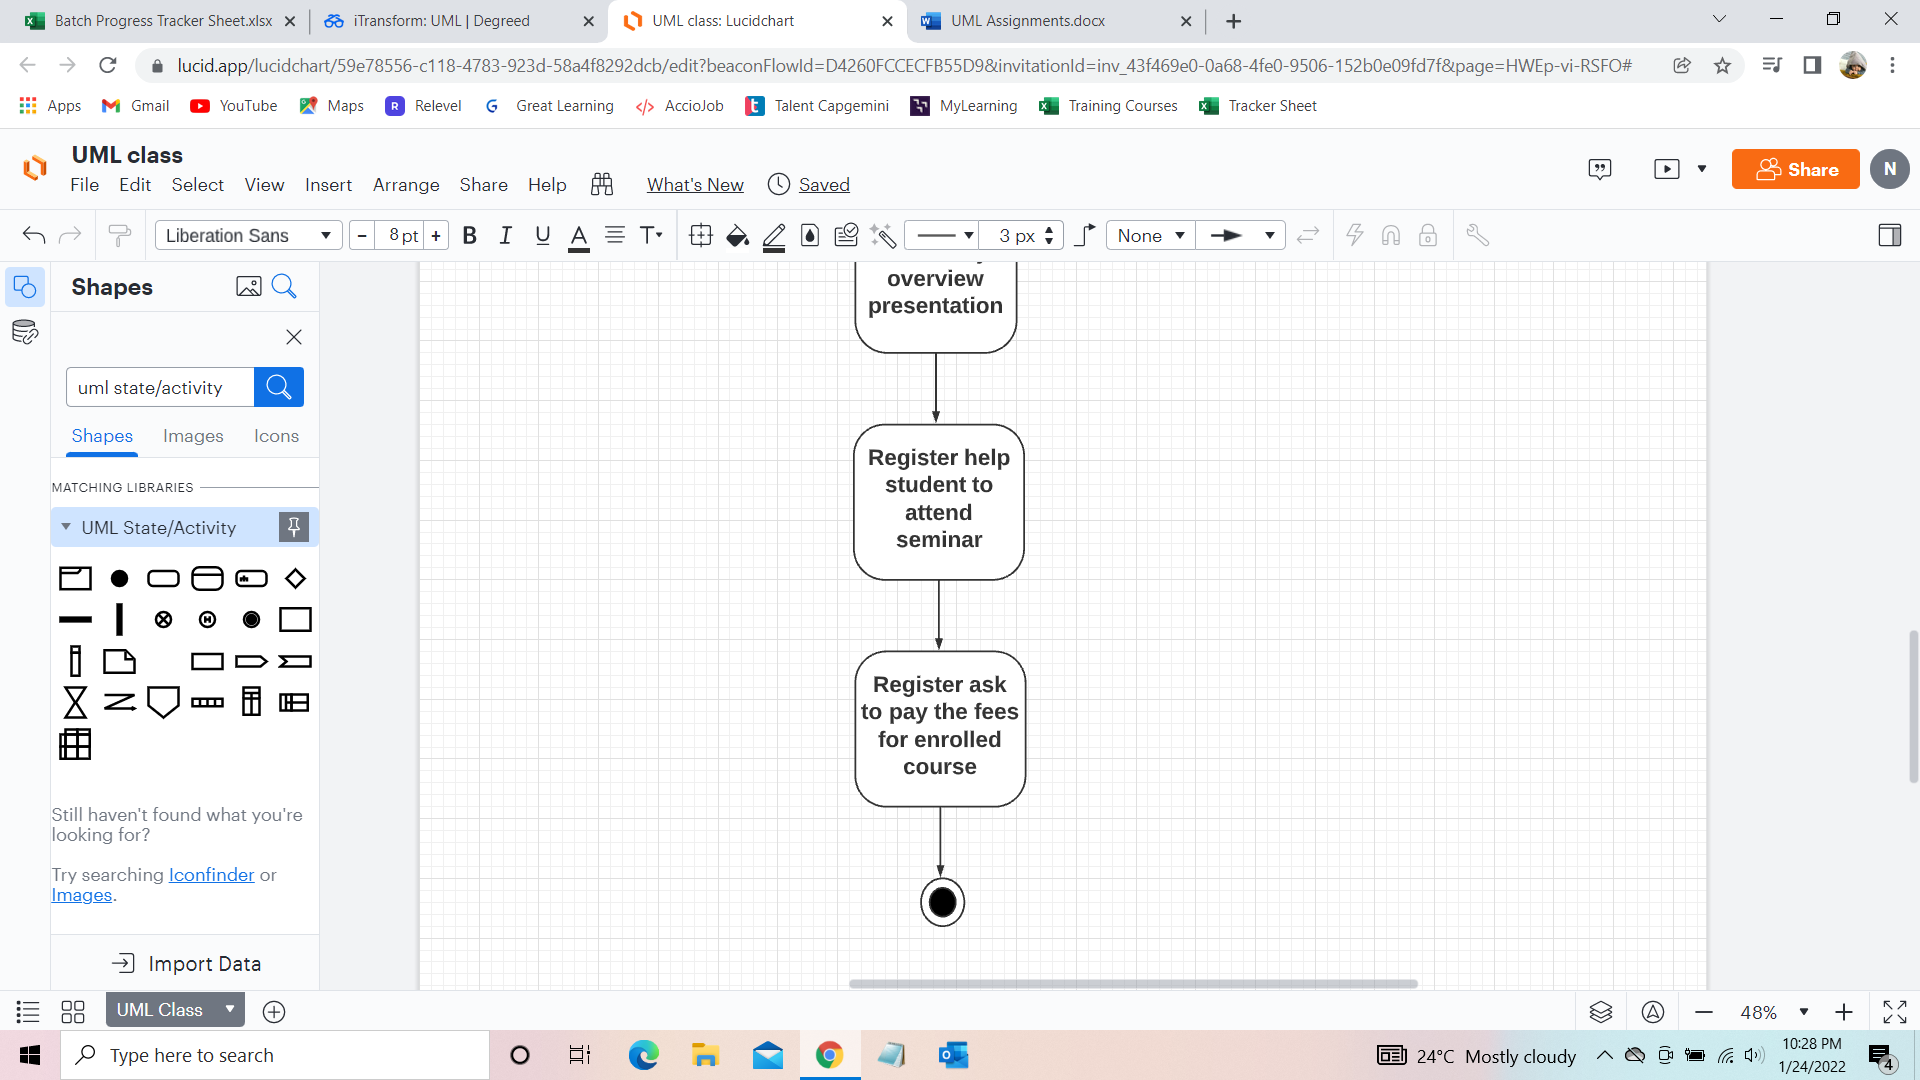 Batch Progress Tracker Sheet.xlsx
iTransform: UML | Degreed
UML class: Lucidchart
UML Assignments.docx
lucid.app/lucidchart/59e78556-c118-4783-923d-58a4f8292dcb/edit?beaconFlowId=D4260FCCECFB55D9&invitationId=inv_43f469e0-0a68-4fe0-9506-152b0e09fd7f&page=HWEp-vi-RSFO#
Apps Gmail YouTube Maps Relevel Great Learning AccioJob Talent Capgemini MyLearning Training Courses Tracker Sheet
UML class
File Edit Select View Insert Arrange Share Help What's New Saved
Share
N
Liberation Sans - 8 pt + B I U A T 3 px None
Shapes
uml state/activity
Shapes Images Icons
MATCHING LIBRARIES
UML State/Activity
Still haven't found what you're
looking for?
Try searching Iconfinder or
Images.
Import Data
overview
presentation
Register help
student to
attend
seminar
Register ask
to pay the fees
for enrolled
course
UML Class
48%
Type here to search
24°C Mostly cloudy
10:28 PM
1/24/2022
4